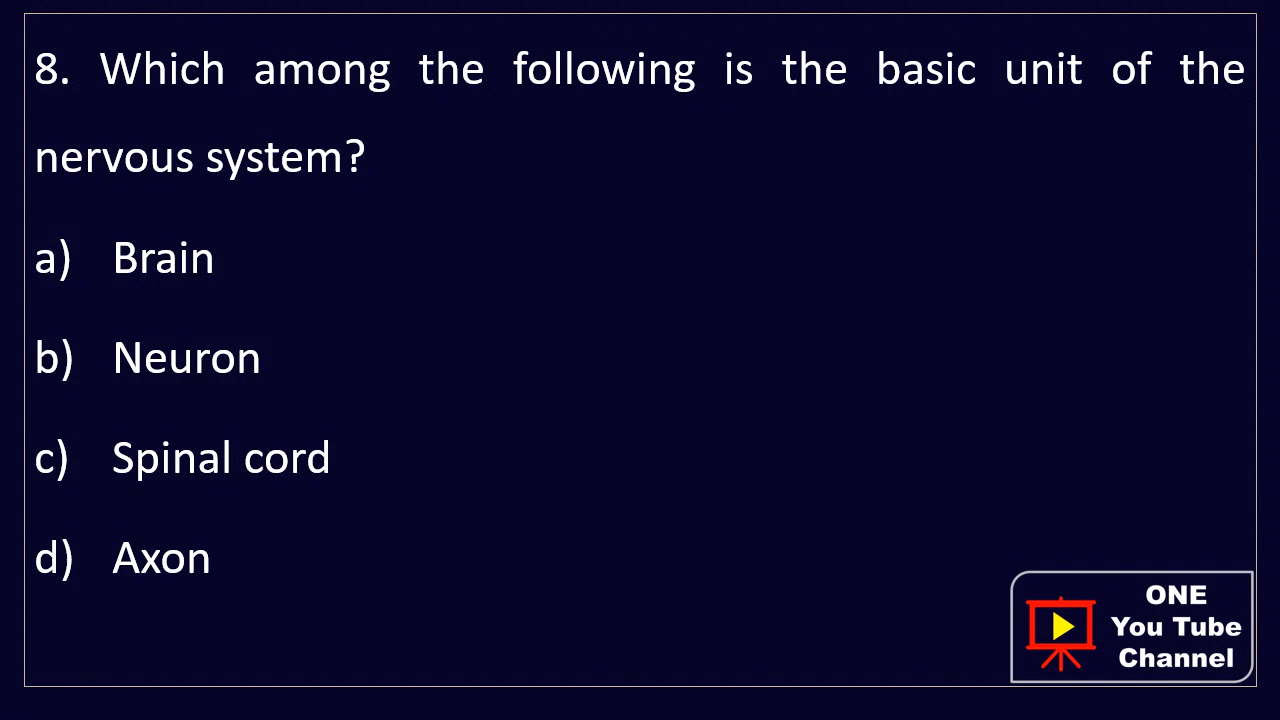 8. Which among the following is the basic unit of the
nervous system?
a) Brain
b) Neuron
c) Spinal cord
d) Axon
ONE
You Tube
Channel